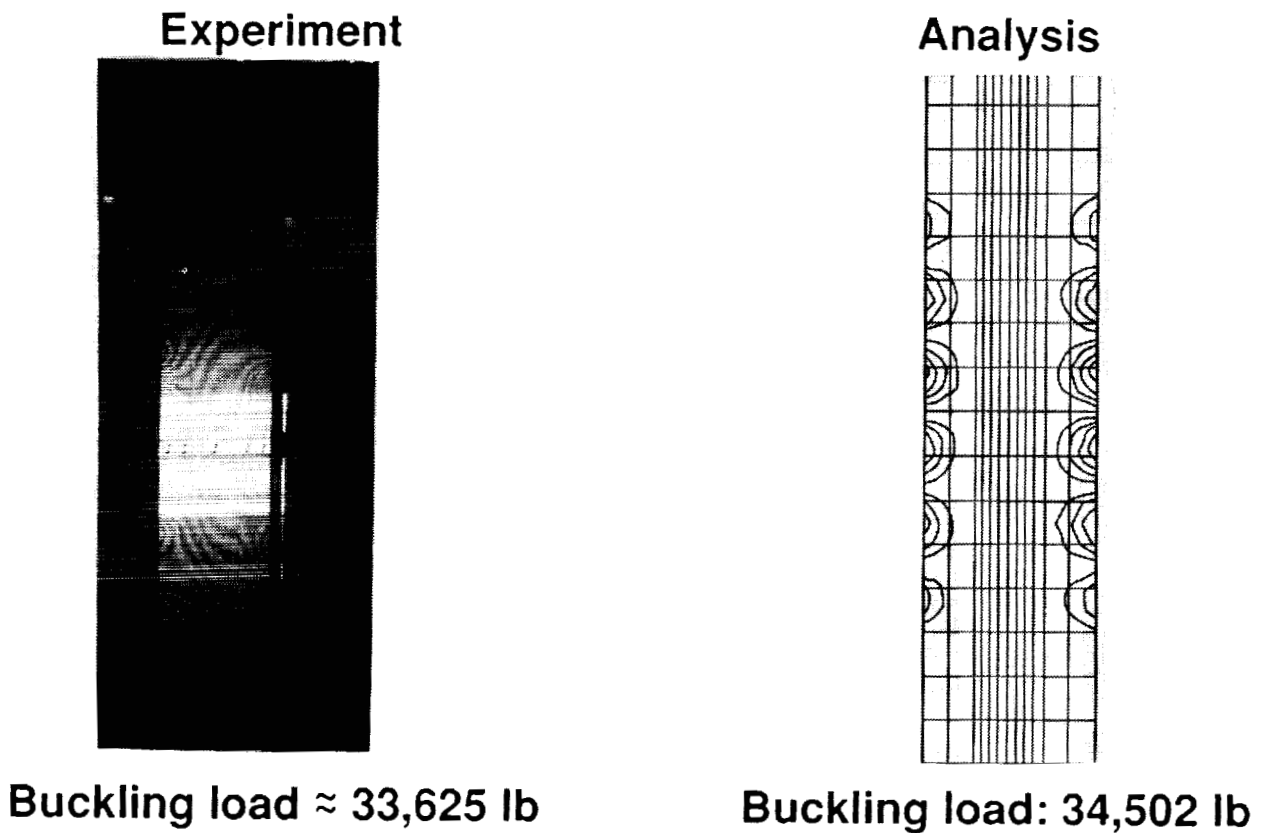 Experiment
Analysis
Buckling load ≈ 33,625 lb
Buckling load: 34,502 lb